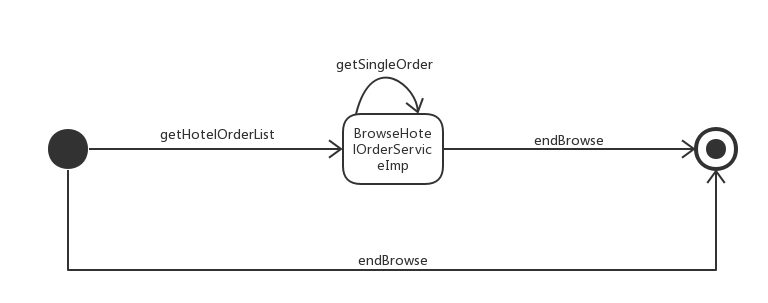 getSingleOrder
getHotelOrderList
BrowseHote
lOrderServic
eImp
endBrowse
endBrowse